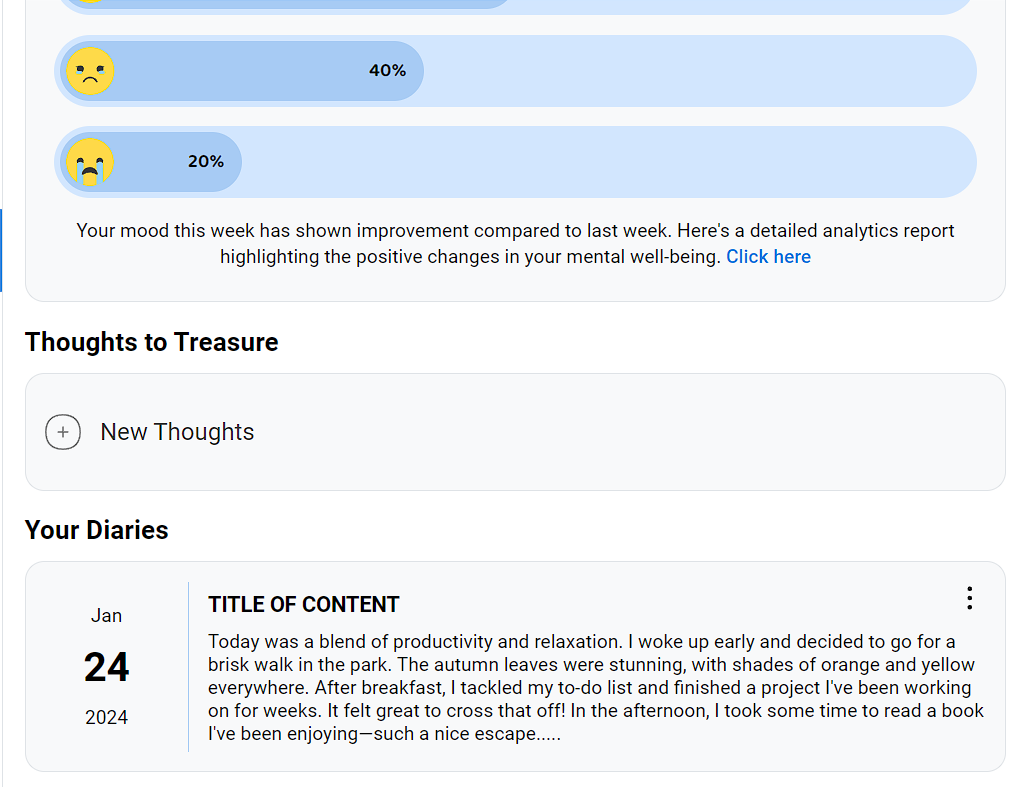 40%
20%
Your mood this week has shown improvement compared to last week. Here's a detailed analytics report
highlighting the positive changes in your mental well-being. Click here
Thoughts to Treasure
New Thoughts
Your Diaries
Jan
24
2024
TITLE OF CONTENT
Today was a blend of productivity and relaxation. I woke up early and decided to go for a
brisk walk in the park. The autumn leaves were stunning, with shades of orange and yellow
everywhere. After breakfast, I tackled my to-do list and finished a project I've been working
on for weeks. It felt great to cross that off! In the afternoon, I took some time to read a book
I've been enjoying—such a nice escape.....